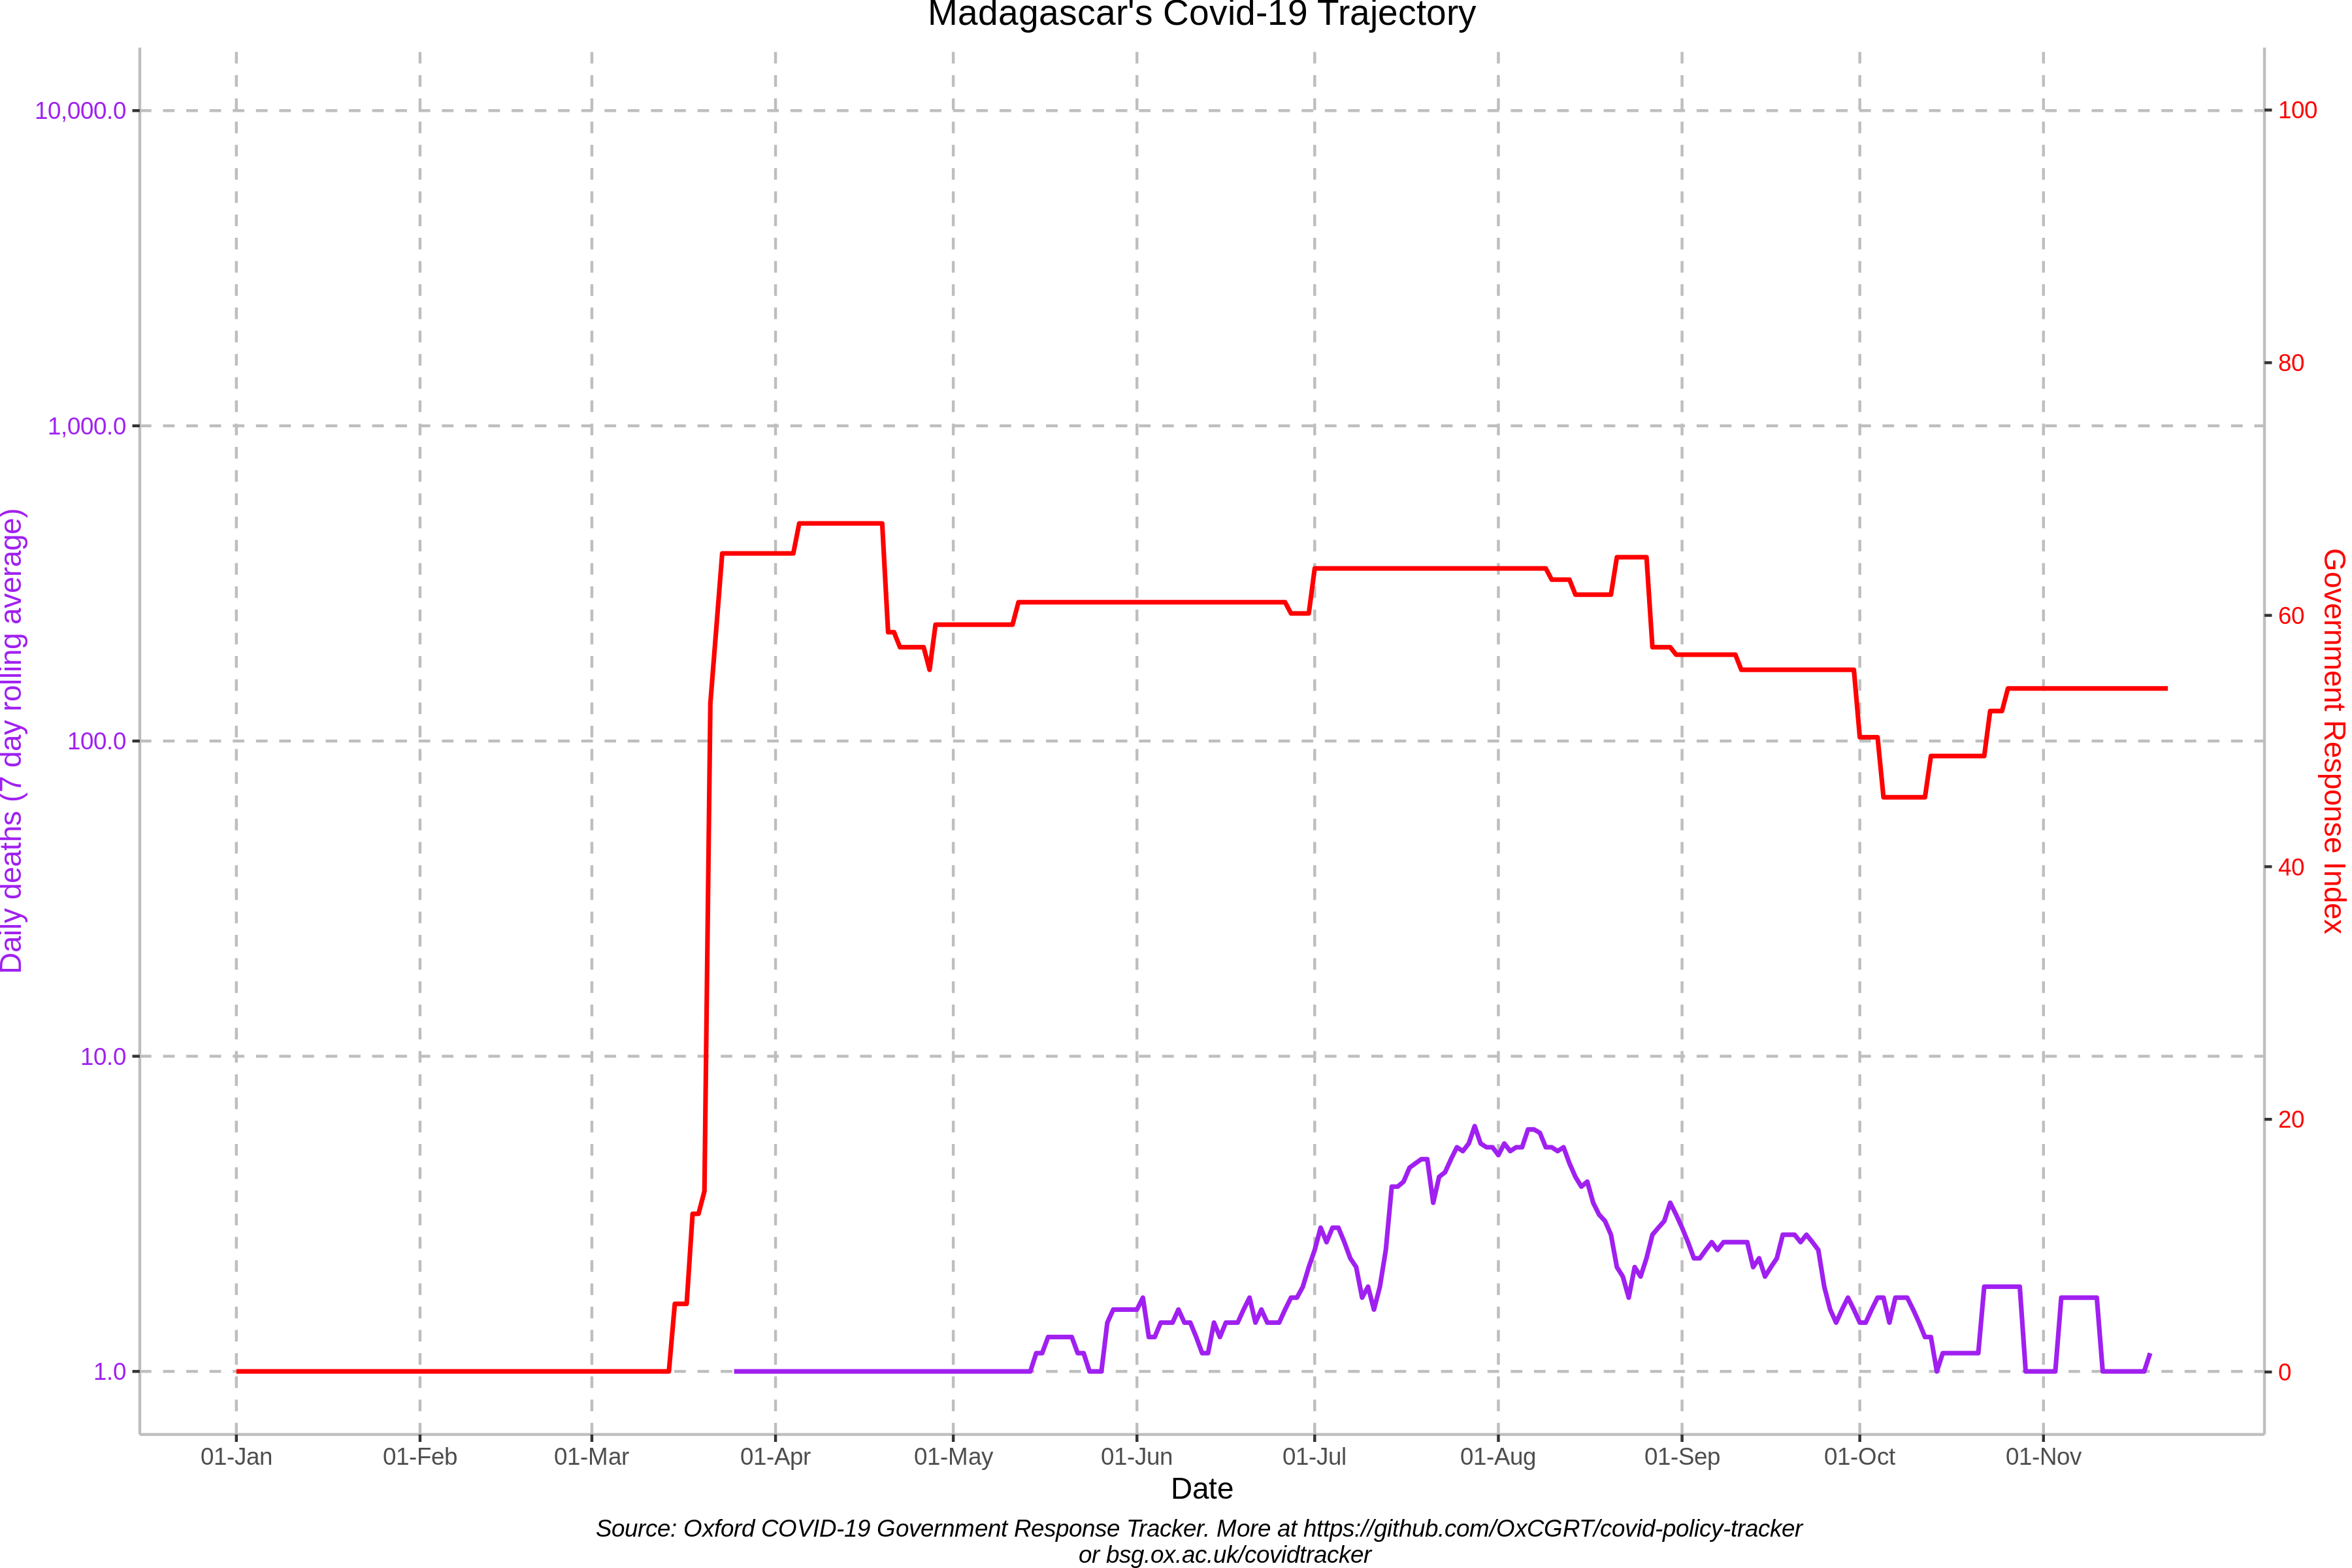 Madagascar's Covid-19 Trajectory
10,000.0
1,000.0
100.0
10.0
1.0
Daily deaths (7 day rolling average)
100
80
60
40
20
0
Government Response Index
01-Jan 01-Feb 01-Mar 01-Apr 01-May 01-Jun 01-Jul 01-Aug 01-Sep 01-Oct 01-Nov
Date
Source: Oxford COVID-19 Government Response Tracker. More at https://github.com/OxCGRT/covid-policy-tracker
or bsg.ox.ac.uk/covidtracker